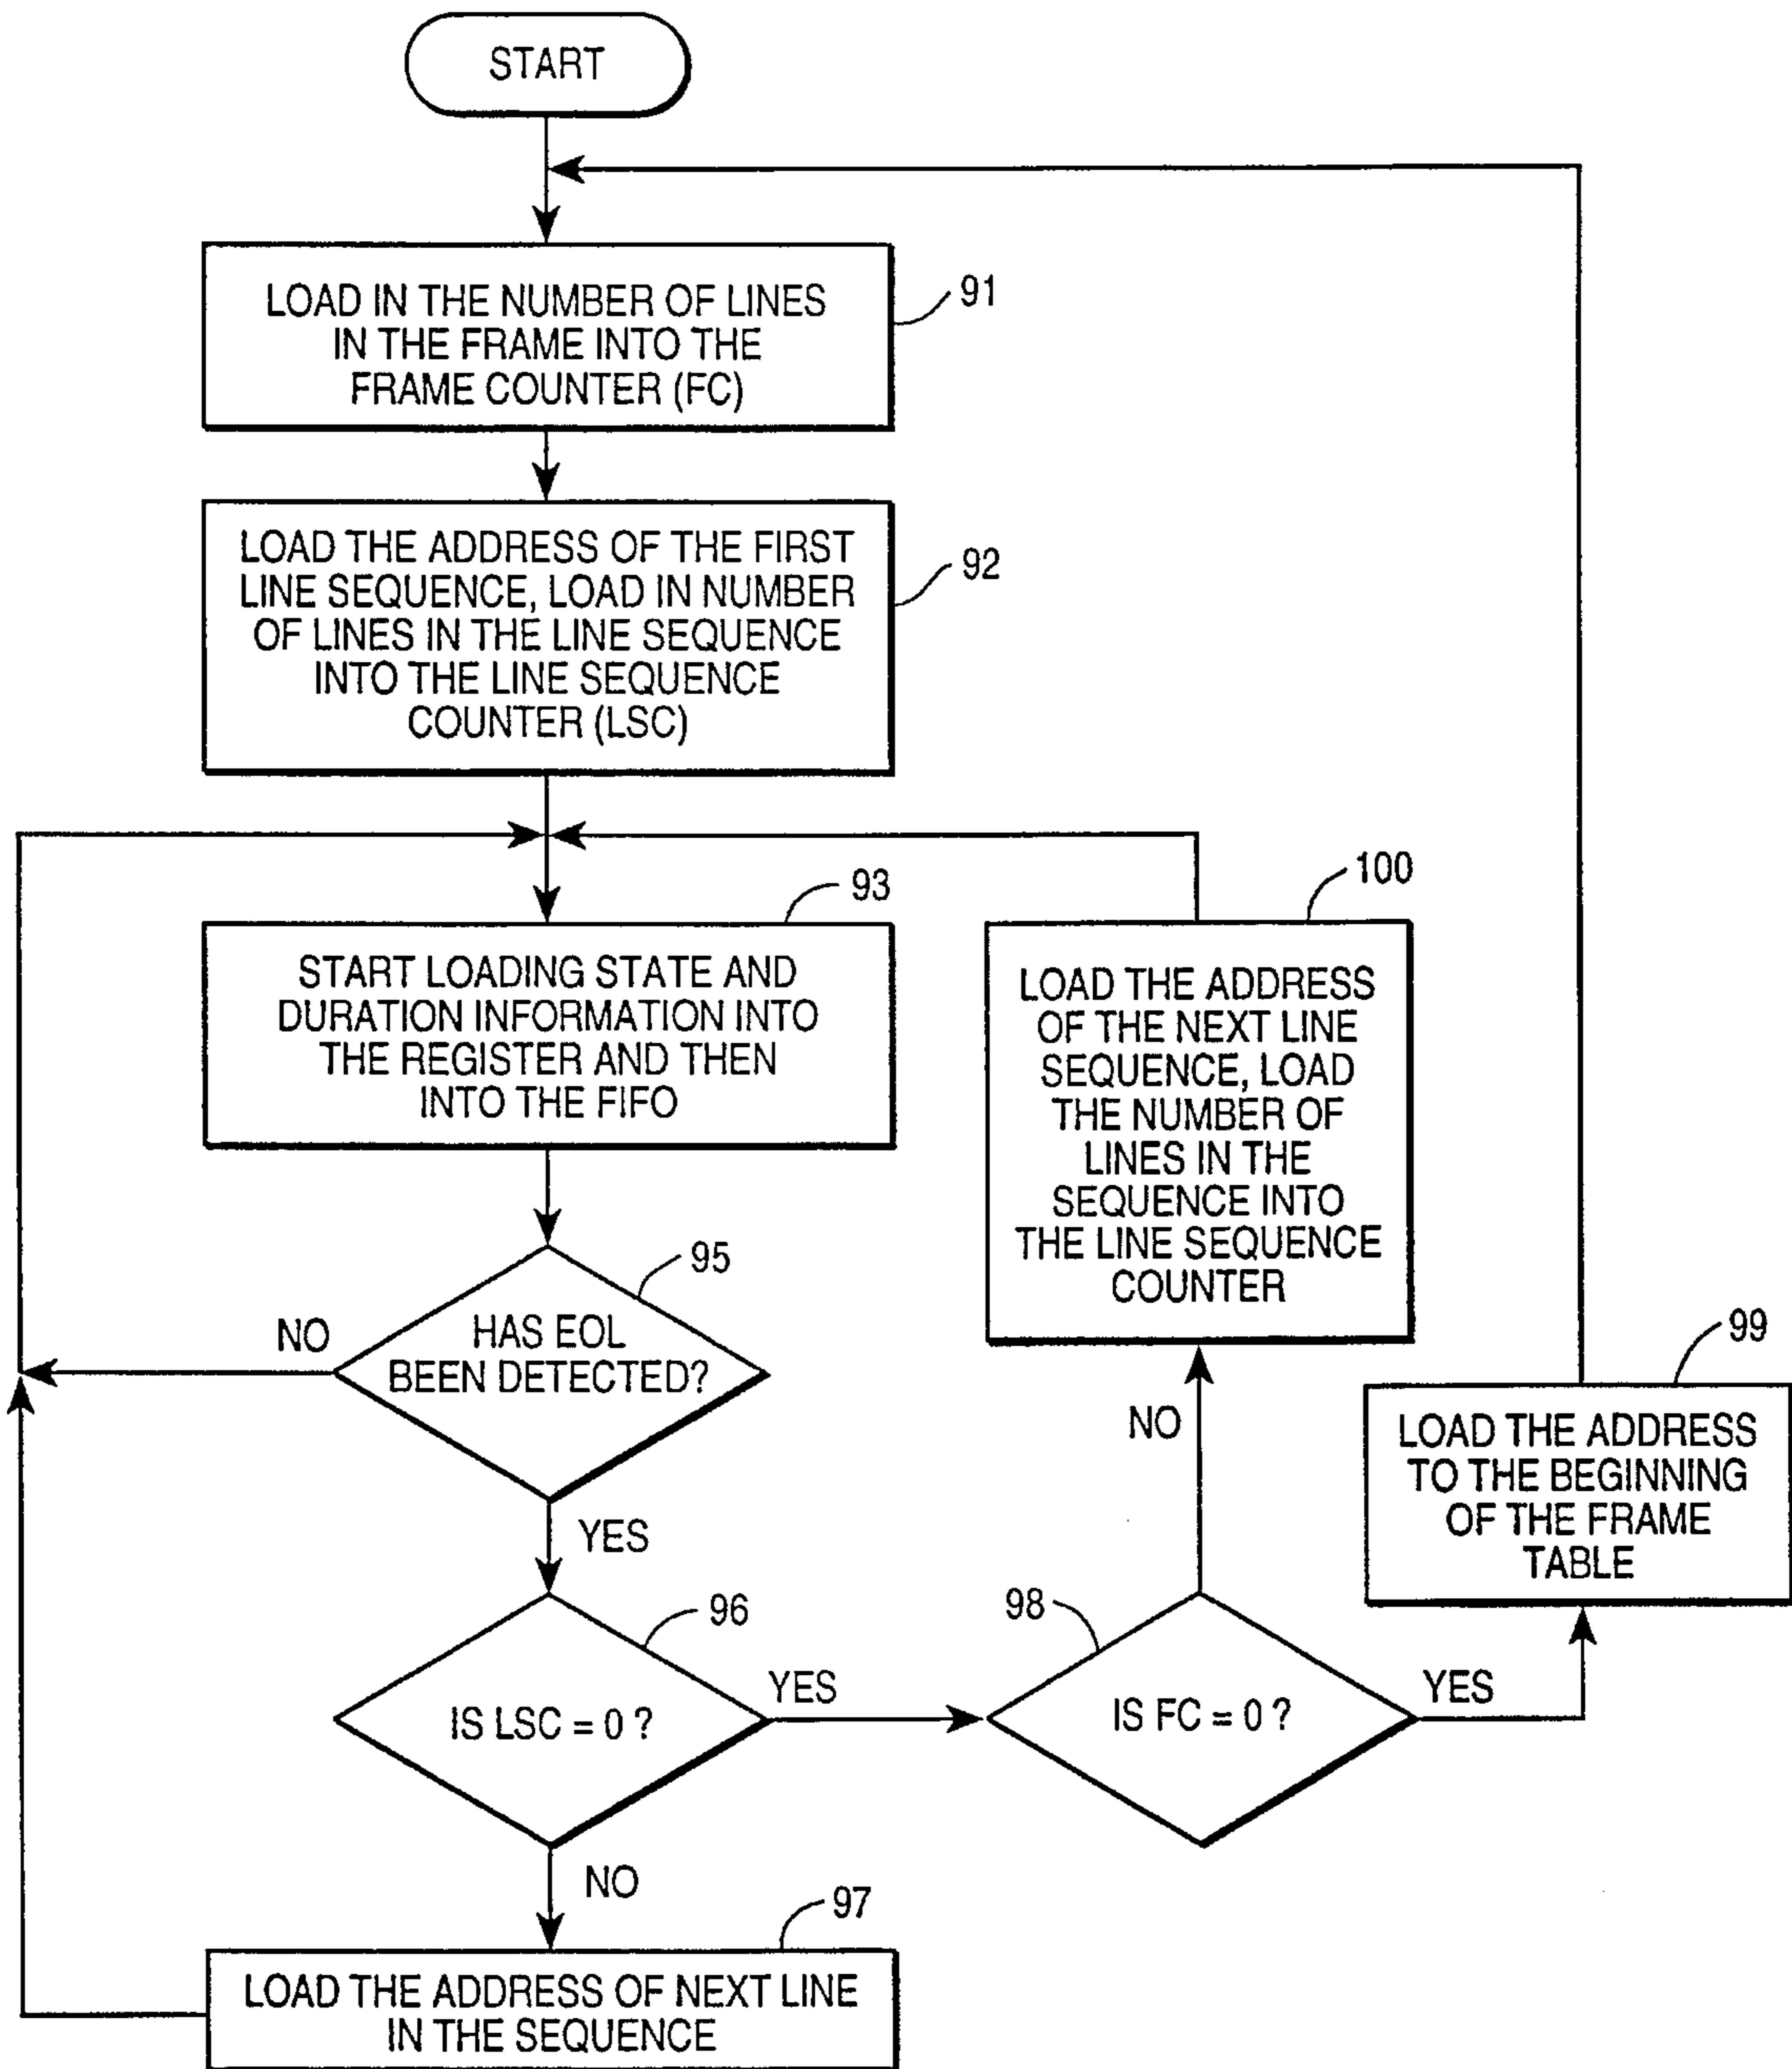 START
LOAD IN THE NUMBER OF LINES
IN THE FRAME INTO THE
FRAME COUNTER (FC)
91
LOAD THE ADDRESS OF THE FIRST
LINE SEQUENCE, LOAD IN NUMBER
OF LINES IN THE LINE SEQUENCE
INTO THE LINE SEQUENCE
COUNTER (LSC)
92
93
START LOADING STATE AND
DURATION INFORMATION INTO
THE REGISTER AND THEN
INTO THE FIFO
100
LOAD THE ADDRESS
OF THE NEXT LINE
SEQUENCE, LOAD
THE NUMBER OF
LINES IN THE
SEQUENCE INTO
THE LINE SEQUENCE
COUNTER
95
HAS EOL
BEEN DETECTED?
NO
YES
99
LOAD THE ADDRESS
TO THE BEGINNING
OF THE FRAME
TABLE
NO
96
IS LSC = 0 ?
YES
98
IS FC = 0 ?
YES
NO
97
LOAD THE ADDRESS OF NEXT LINE
IN THE SEQUENCE